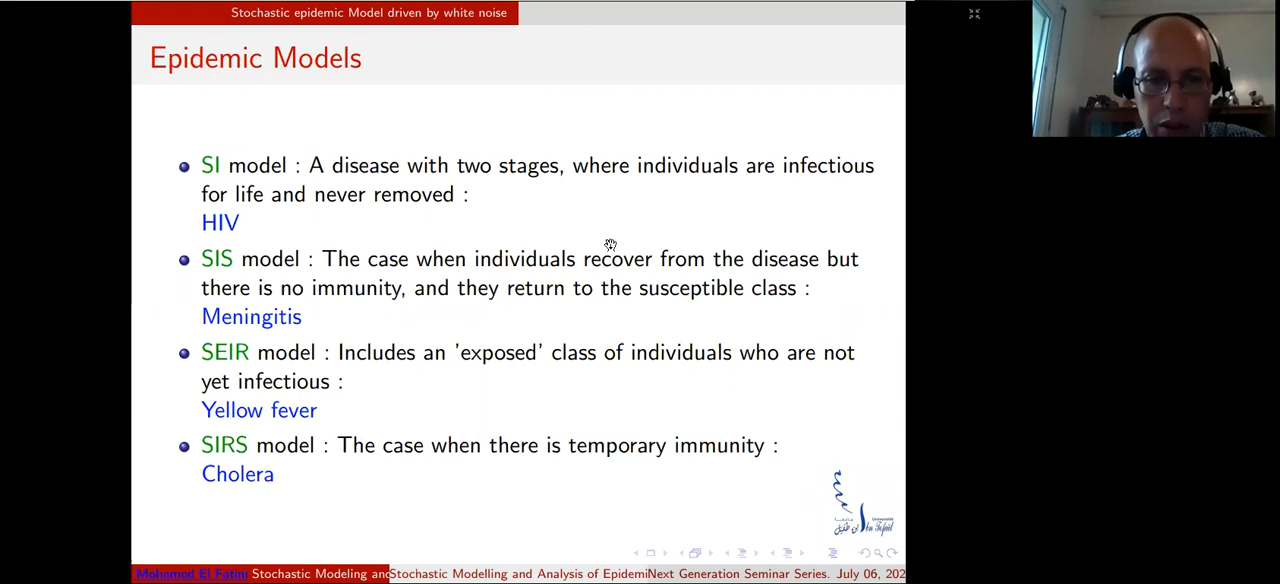 Stochastic epidemic Model driven by white noise
Epidemic Models
SI model : A disease with two stages, where individuals are infectious
for life and never removed :
HIV
SIS model : The case when individuals recover from the disease but
there is no immunity, and they return to the susceptible class :
Meningitis
SEIR model : Includes an 'exposed' class of individuals who are not
yet infectious :
Yellow fever
SIRS model : The case when there is temporary immunity :
Cholera
Mohamed El Fatini Stochastic Modeling and Stochastic Modelling and Analysis of Epidemi Next Generation Seminar Series. July 06, 202